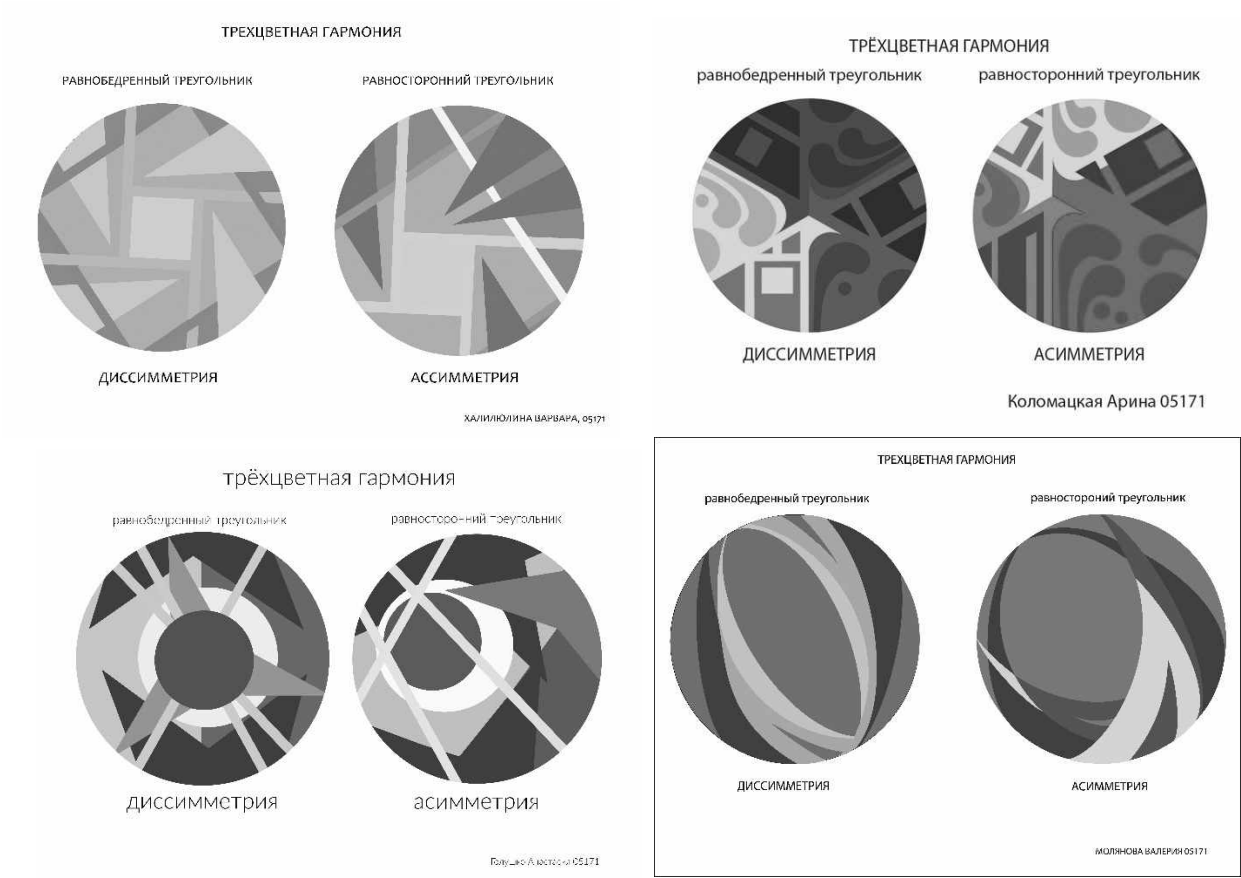 ТРЕХЦВЕТНАЯ ГАРМОНИЯ
РАВНОБЕДРЕННЫЙ ТРЕУГОЛЬНИК
РАВНОСТОРОННИЙ ТРЕУГОЛЬНИК
ДИССИММЕТРИЯ
АССИММЕТРИЯ
ХАЛИЛЮЛИНА ВАРВАРА, 05171
ТРЁХЦВЕТНАЯ ГАРМОНИЯ
равнобедренный треугольник
равносторонний треугольник
ДИССИММЕТРИЯ
АСИММЕТРИЯ
Коломацкая Арина 05171
трёхцветная гармония
равнобедренный треугольник
равносторонний треугольник
диссимметрия
асимметрия
Анастасия 05171
ТРЕХЦВЕТНАЯ ГАРМОНИЯ
равнобедренный треугольник
равностороний треугольник
ДИССИММЕТРИЯ
АСИММЕТРИЯ
МОЛЯНОВА ВАЛЕРИЯ 05171